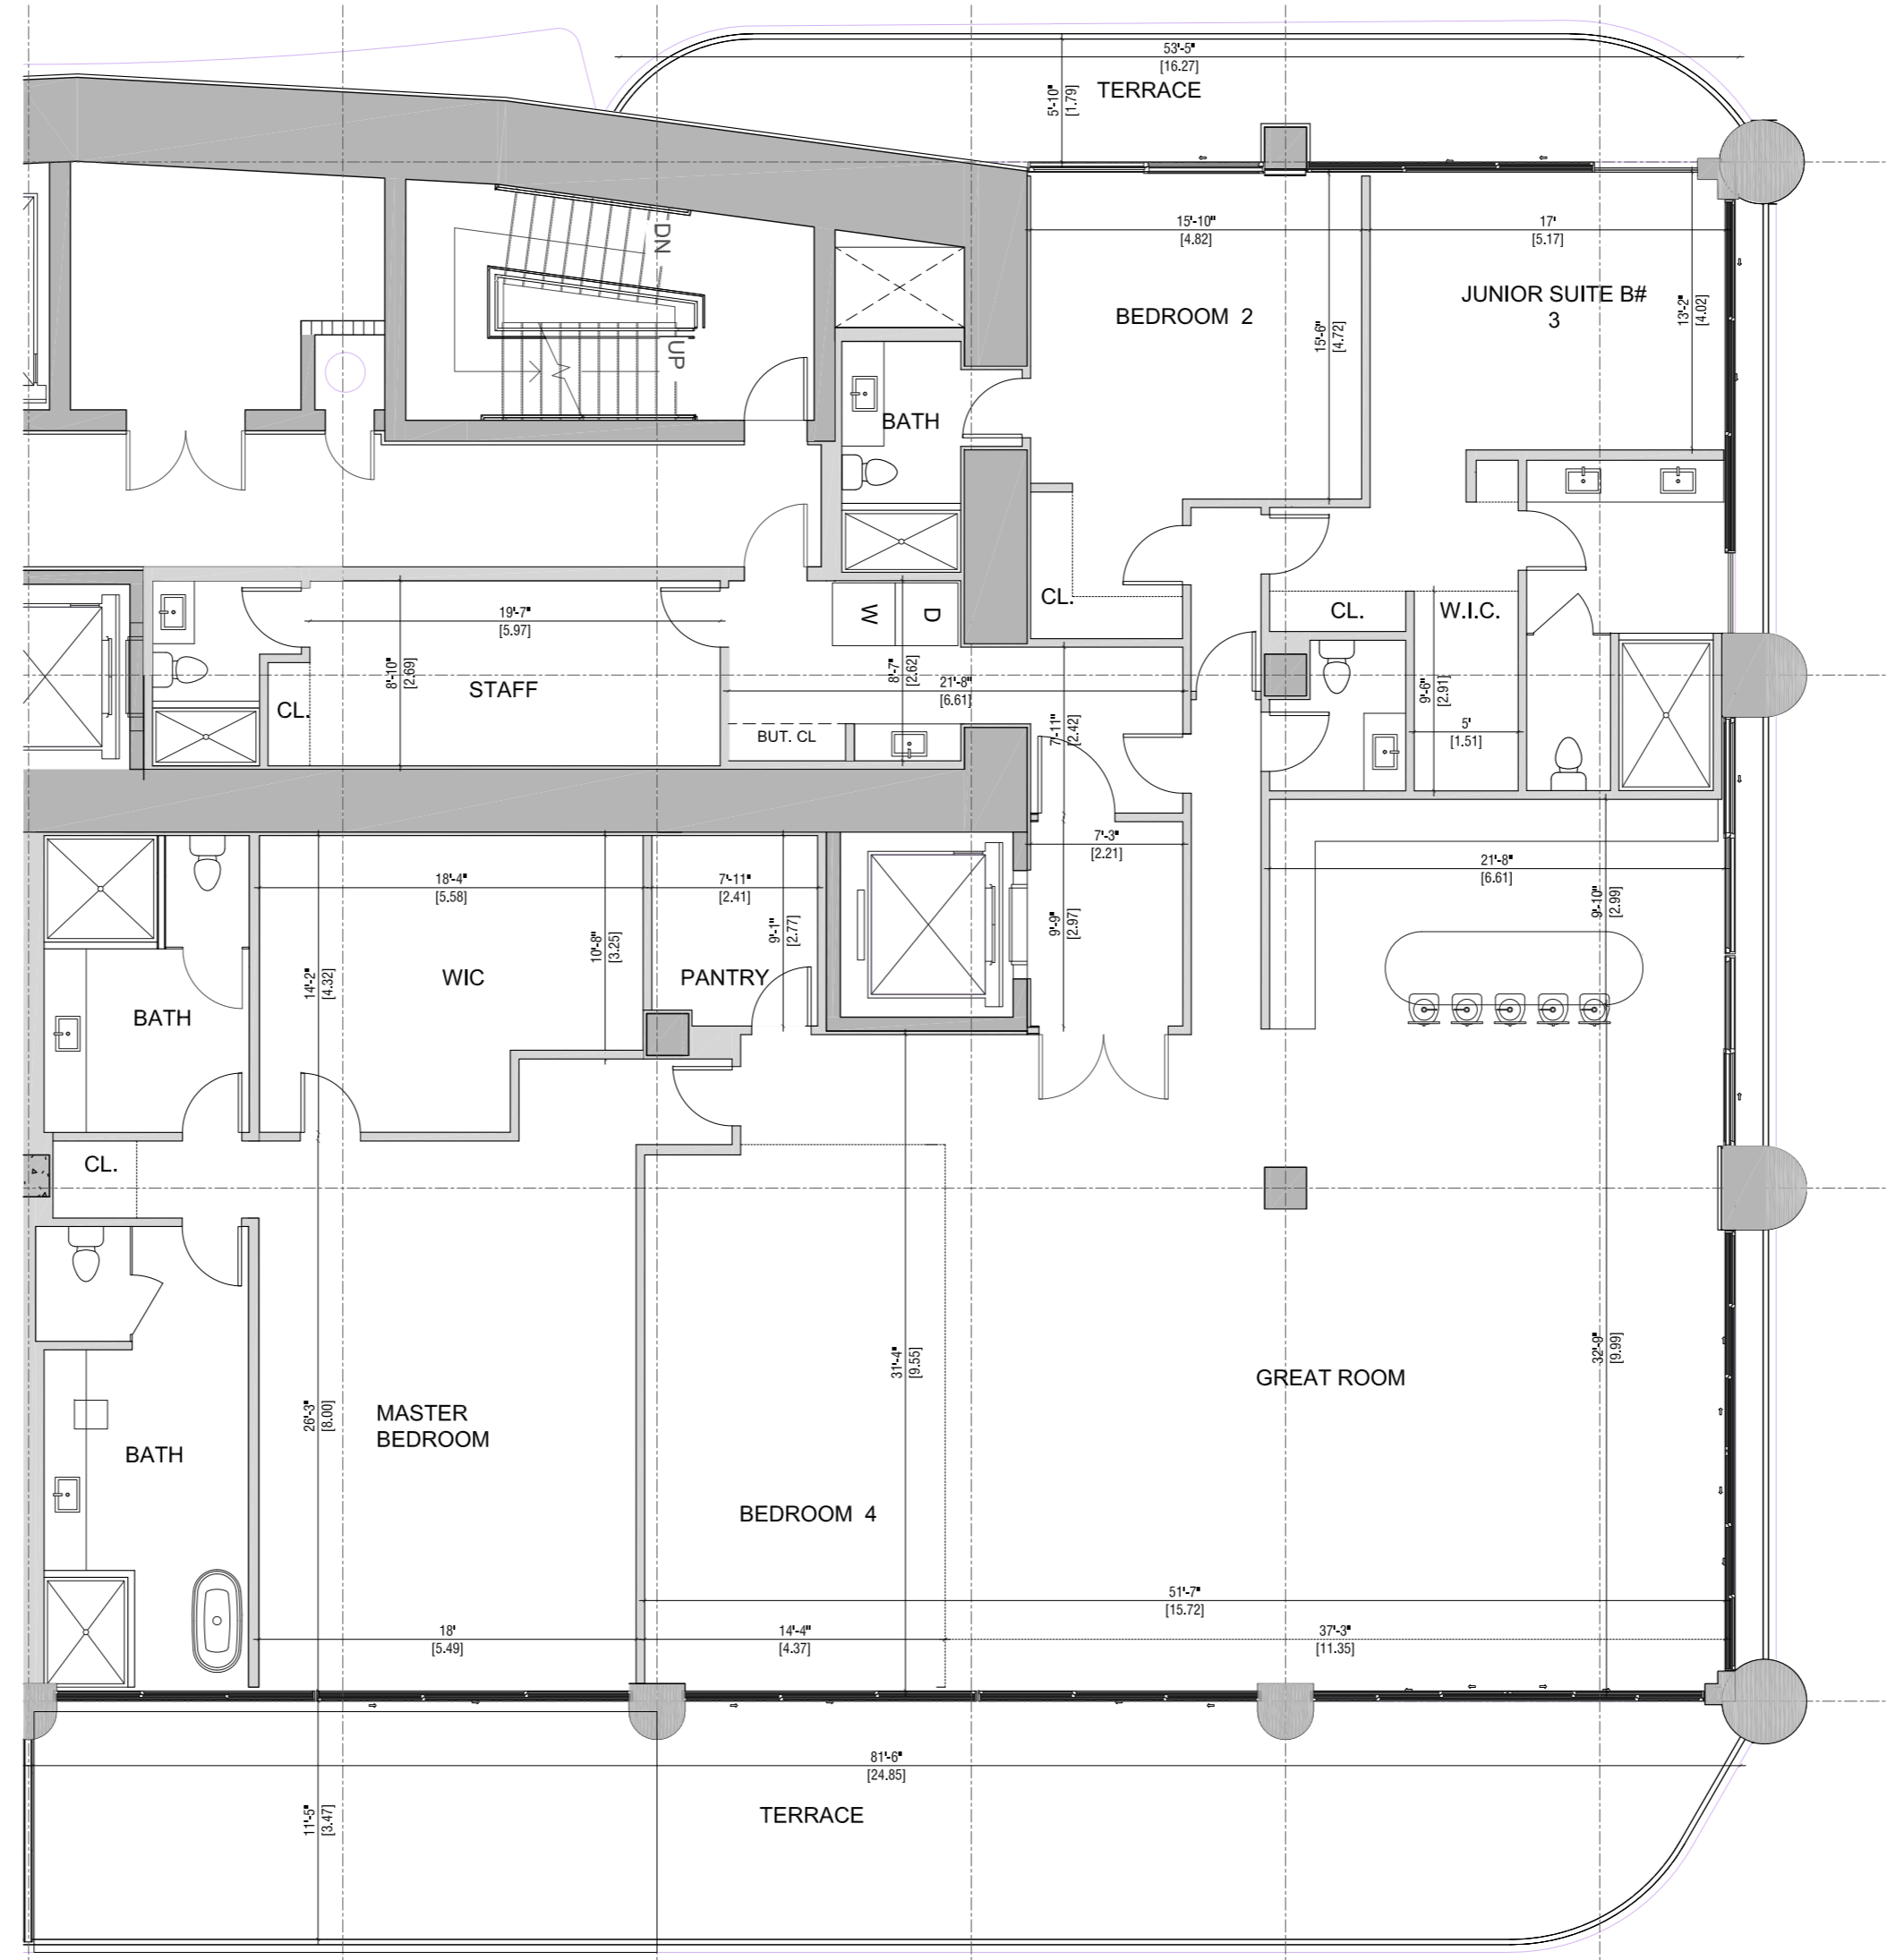 53'-5"
[16.27]
TERRACE
5'-10"
[1.79]
DN
UP
15'-10"
[4.82]
17'
[5.17]
BEDROOM 2
15'-6"
[4.72]
JUNIOR SUITE B#
3
13'-2"
[4.02]
BATH
CL.
CL.
W.I.C.
W
D
19'-7"
[5.97]
8'-10"
[2.69]
STAFF
CL.
8'-7"
[2.62]
21'-8"
[6.61]
BUT. CL
7'-11"
[2.42]
9'-6"
[2.91]
5'
[1.51]
7'-3"
[2.21]
21'-8"
[6.61]
18'-4"
[5.58]
7'-11"
[2.41]
9'-10"
[2.99]
14'-2"
[4.32]
10'-8"
[3.25]
9'-1"
[2.77]
9'-9"
[2.97]
WIC
PANTRY
BATH
CL.
26'-3"
[8.00]
31'-4"
[9.55]
32'-9"
[9.99]
GREAT ROOM
MASTER
BEDROOM
BATH
BEDROOM 4
51'-7"
[15.72]
18'
[5.49]
14'-4"
[4.37]
37'-3"
[11.35]
81'-6"
[24.85]
11'-5"
[3.47]
TERRACE